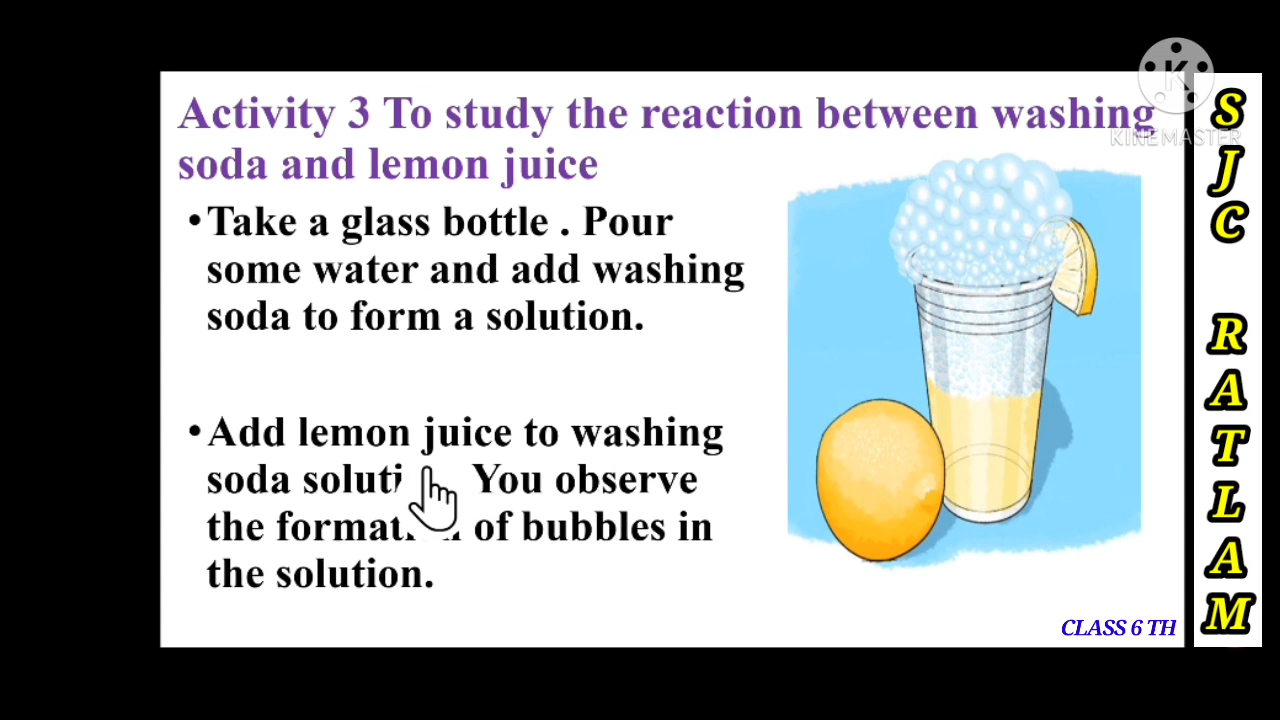 Activity 3 To study the reaction between washing
soda and lemon juice
•Take a glass bottle . Pour
some water and add washing
soda to form a solution.
•Add lemon juice to washing
soda You observe
the of bubbles in
the solution.
CLASS 6 TH
K
KINEMASTER
SJC
RATLAM